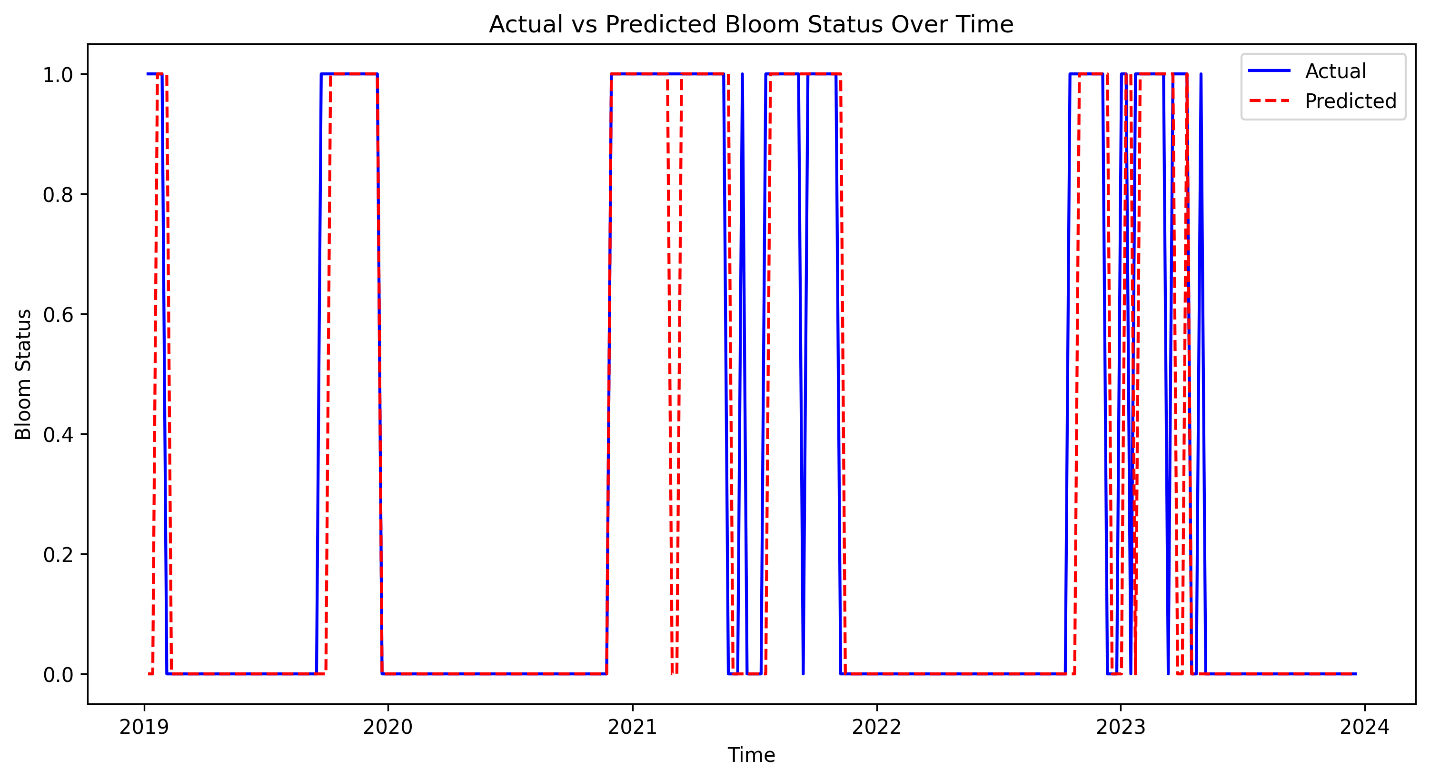 Actual vs Predicted Bloom Status Over Time
Actual
Predicted
Bloom Status
1.0
0.8
0.6
0.4
0.2
0.0
2019 2020 2021 2022 2023 2024
Time